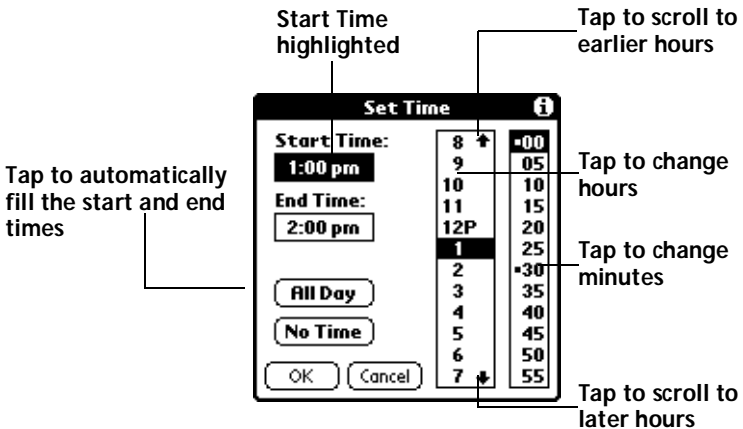 Start Time
highlighted
Tap to scroll to
earlier hours
Set Time
i
Start Time:
1:00 pm
End Time:
2:00 pm
All Day
No Time
OK
Cancel
8
9
10
11
12P
1
2
3
4
5
6
7
00
05
10
15
20
25
30
35
40
45
50
55
Tap to automatically
fill the start and end
times
Tap to change
hours
Tap to change
minutes
Tap to scroll to
later hours